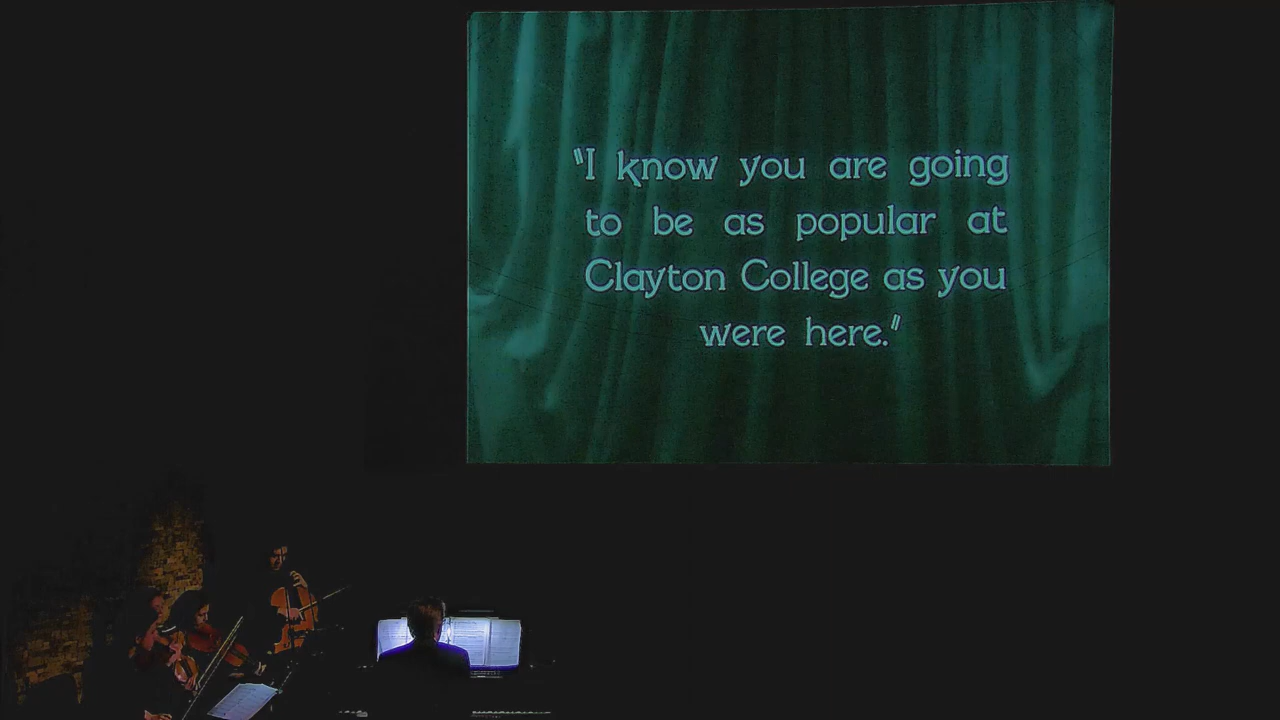 "I know you are going
to be as popular at
Clayton College as you
were here."